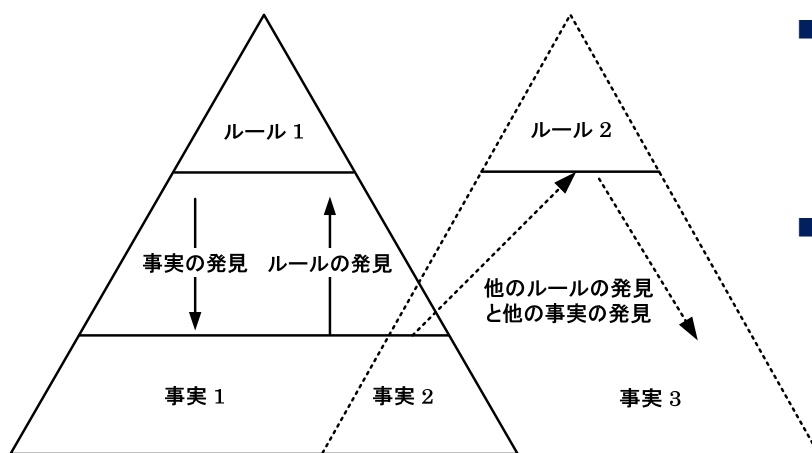 ルール 1
ルール 2
事実の発見
ルールの発見
他のルールの発見
と他の事実の発見
事実 1
事実 2
事実 3